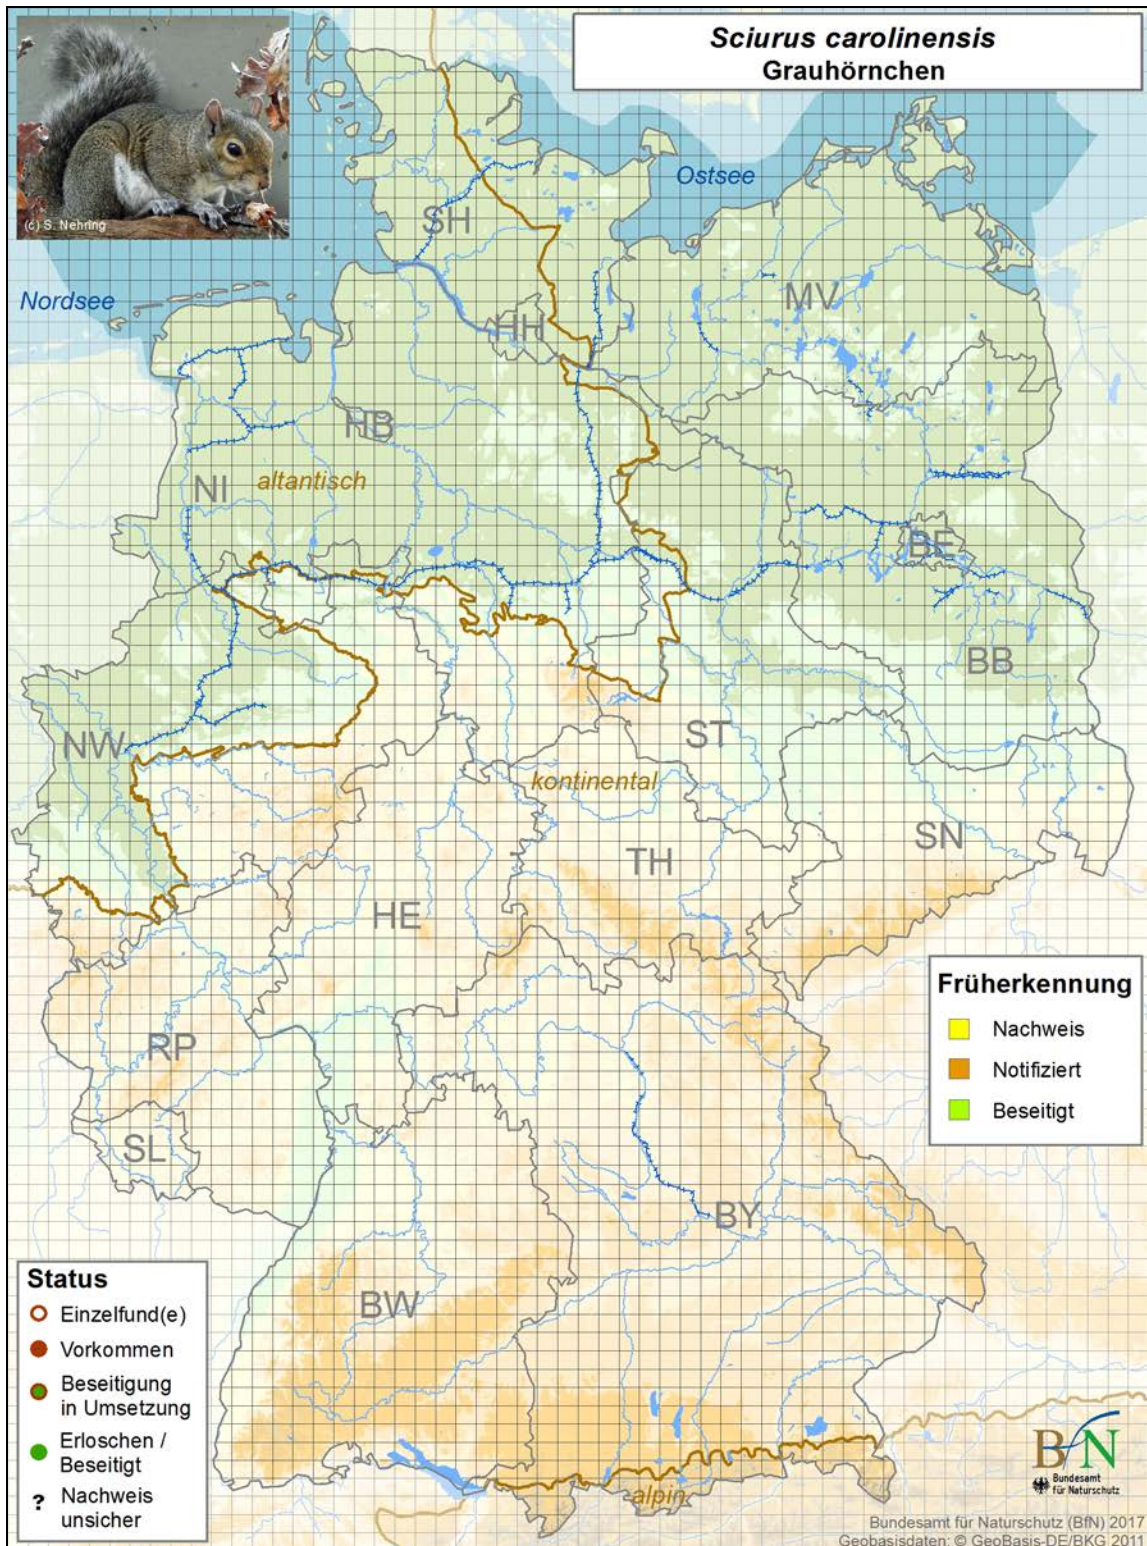 Sciurus carolinensis
Grauhörnchen
(c) S. Nehring
Ostsee
Nordsee
SH
MV
HH
HB
NI
altantisch
BE
BB
NW
ST
kontinental
SN
TH
HE
RP
SL
BY
BW
alpin
Früherkennung
Nachweis
Notifiziert
Beseitigt
Status
Einzelfund(e)
Vorkommen
Beseitigung
in Umsetzung
Erloschen /
Beseitigt
? Nachweis
unsicher
BfN
Bundesamt
für Naturschutz
Bundesamt für Naturschutz (BfN) 2017
Geobasisdaten: © GeoBasis-DE/BKG 2011